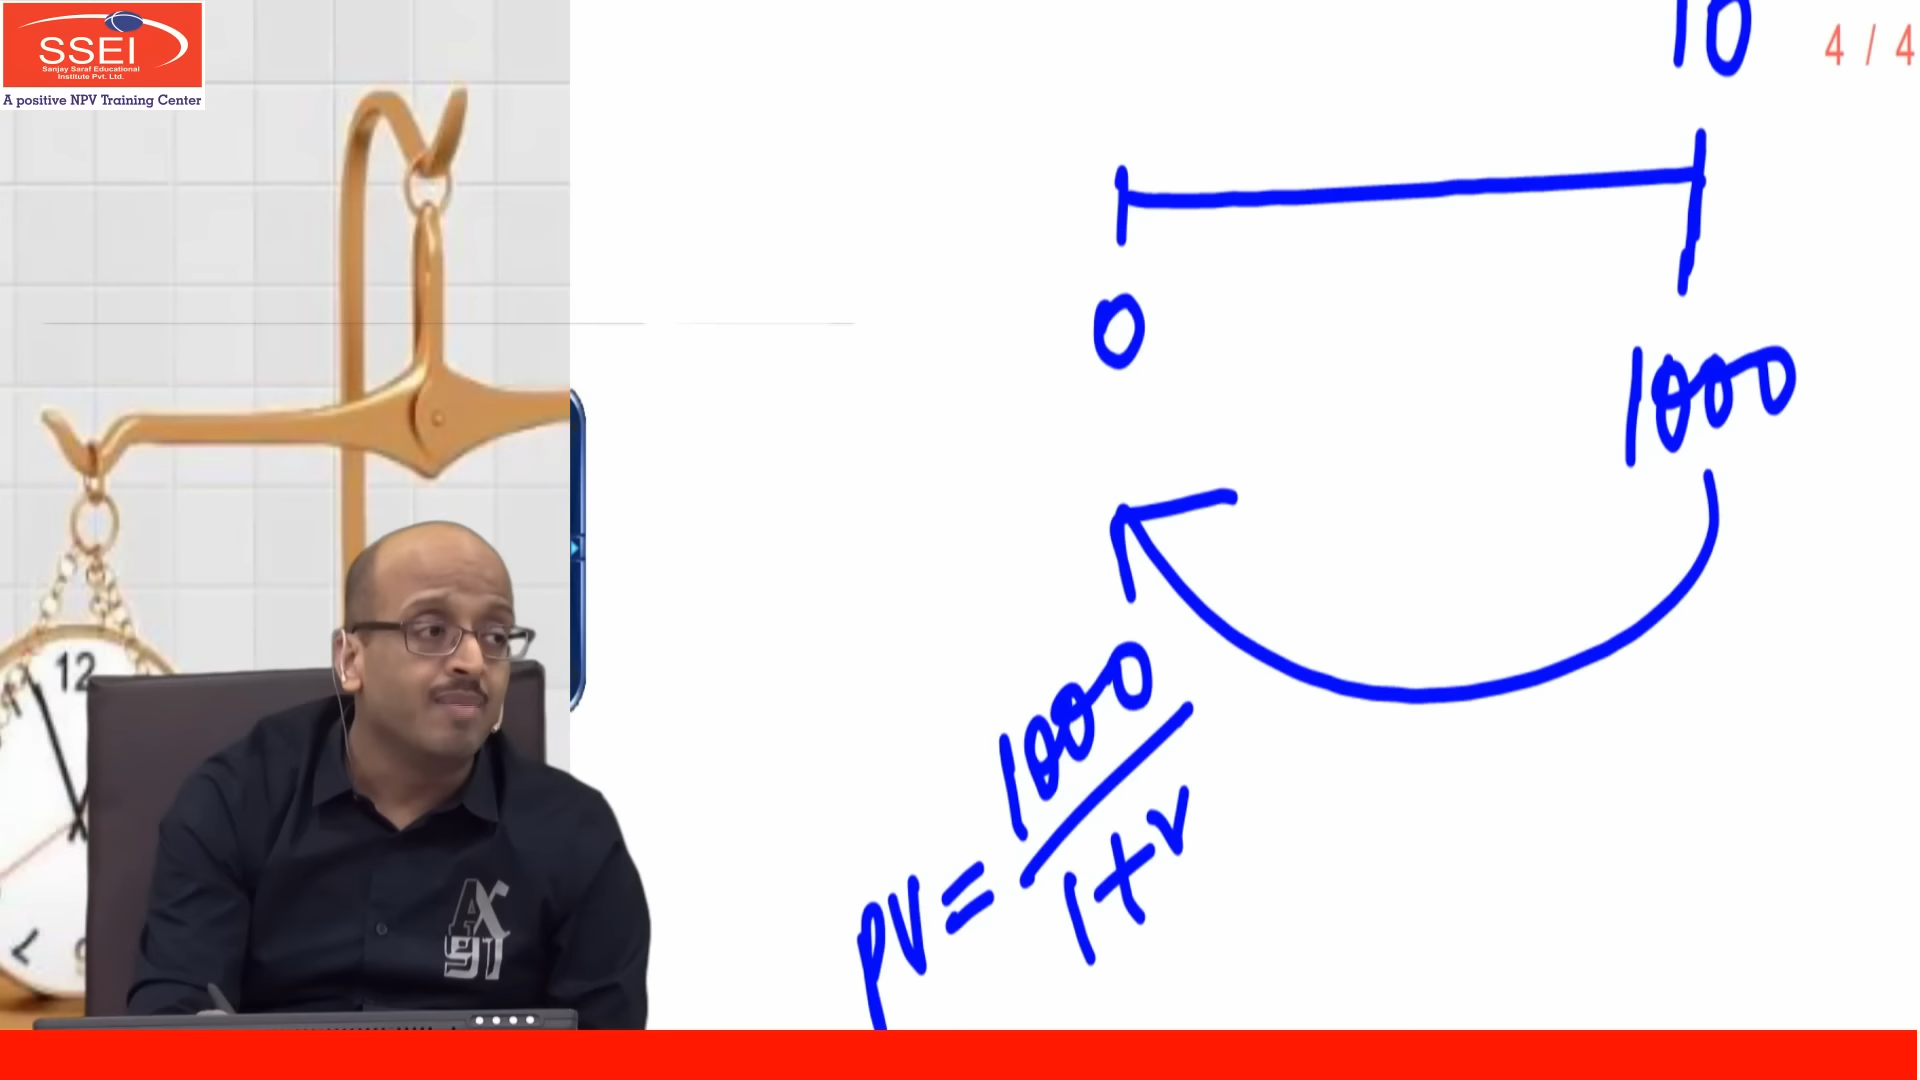 SSEI
Sanjay Saraf Educational
Institute Pvt. Ltd.
A positive NPV Training Center
10
4 / 4
0
1000
PV = 1000 / 1+r
12
AX